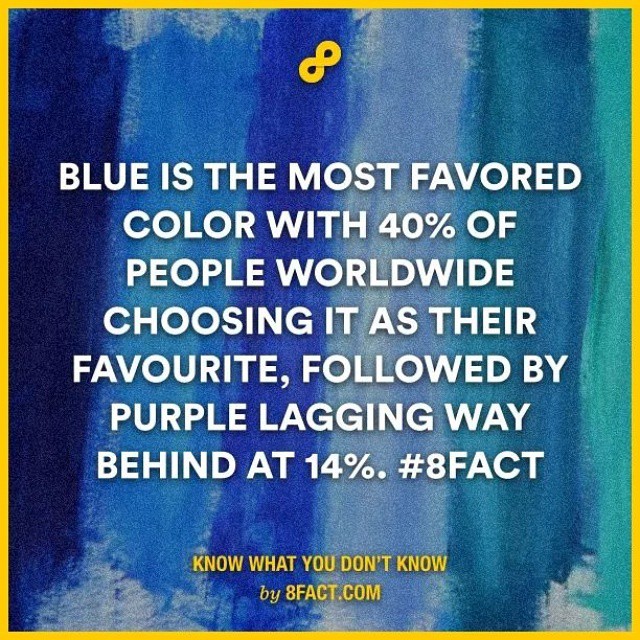 BLUE IS THE MOST FAVORED
COLOR WITH 40% OF
PEOPLE WORLDWIDE
CHOOSING IT AS THEIR
FAVOURITE, FOLLOWED BY
PURPLE LAGGING WAY
BEHIND AT 14%. #8FACT
KNOW WHAT YOU DON'T KNOW
by 8FACT.COM